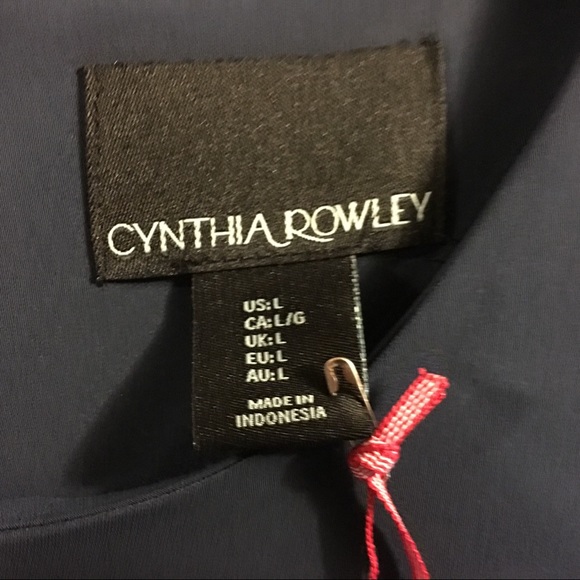 CYNTHIA ROWLEY
US: L
CA: L/G
UK: L
EU: L
AU: L
MADE IN
INDONESIA